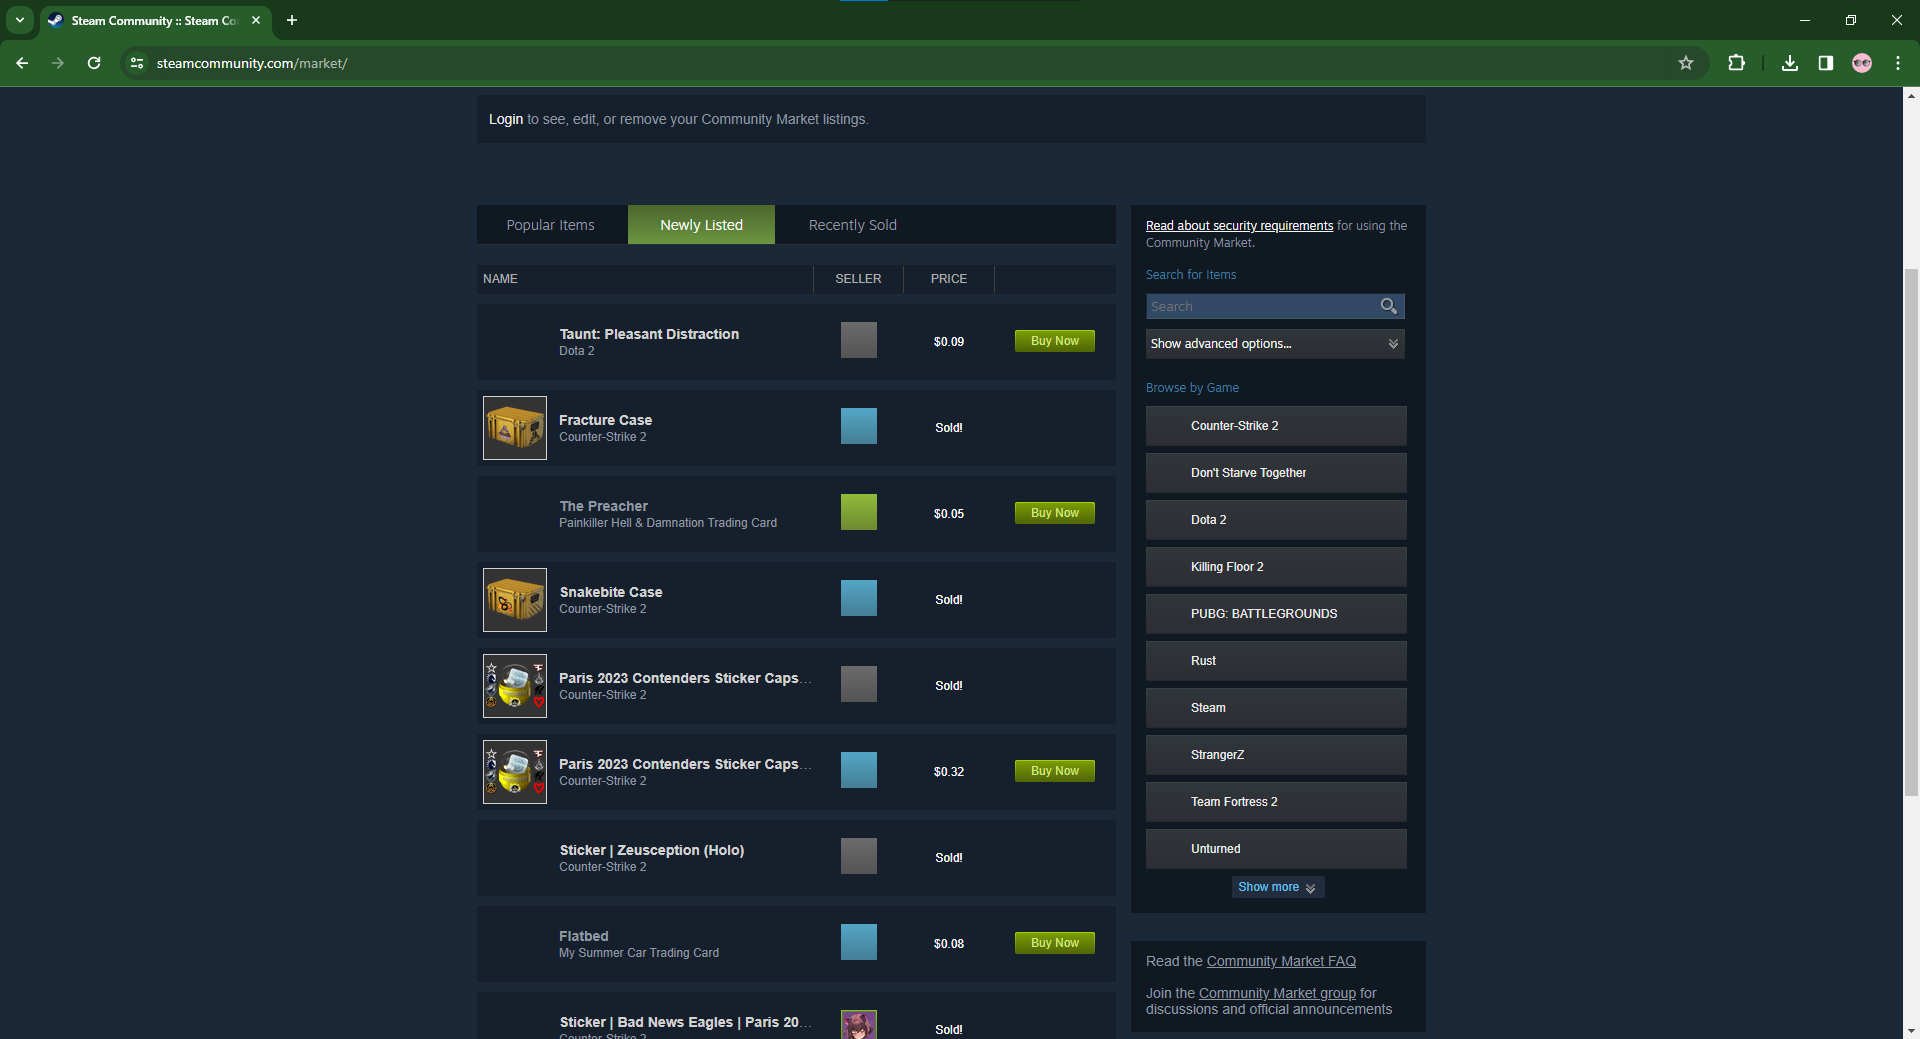 Steam Community :: Steam Co
steamcommunity.com/market/
Login to see, edit, or remove your Community Market listings.
Popular Items
Newly Listed
Recently Sold
NAME
SELLER
PRICE
Taunt: Pleasant Distraction
Dota 2
$0.09
Buy Now
Fracture Case
Counter-Strike 2
Sold!
The Preacher
Painkiller Hell & Damnation Trading Card
$0.05
Buy Now
Snakebite Case
Counter-Strike 2
Sold!
Paris 2023 Contenders Sticker Caps...
Counter-Strike 2
Sold!
Paris 2023 Contenders Sticker Caps...
Counter-Strike 2
$0.32
Buy Now
Sticker | Zeusception (Holo)
Counter-Strike 2
Sold!
Flatbed
My Summer Car Trading Card
$0.08
Buy Now
Sticker | Bad News Eagles | Paris 20...
Counter-Strike 2
Sold!
Read about security requirements for using the
Community Market.
Search for Items
Search
Show advanced options...
Browse by Game
Counter-Strike 2
Don't Starve Together
Dota 2
Killing Floor 2
PUBG: BATTLEGROUNDS
Rust
Steam
StrangerZ
Team Fortress 2
Unturned
Show more
Read the Community Market FAQ
Join the Community Market group for
discussions and official announcements